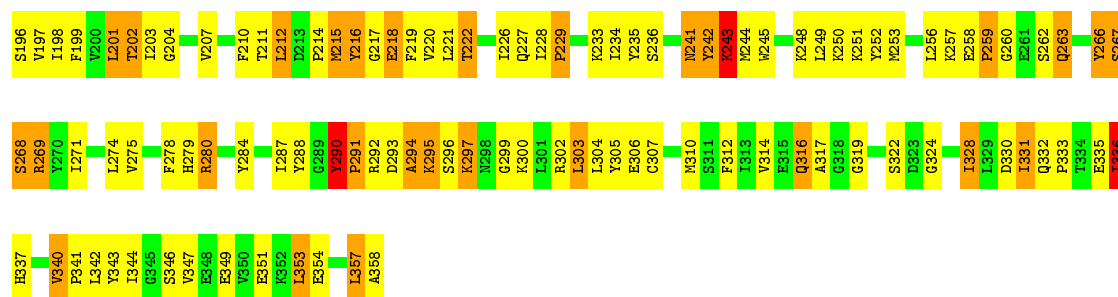 S196 V197 I198 F199 V200 L201 T202 I203 G204 V207 F210 T211 L212 D213 P214 M215 Y216 G217 E218 F219 V220 L221 T222 I226 Q227 I228 P229 K233 I234 Y235 S236 N241 Y242 K243 M244 W245 K248 L249 K250 K251 Y252 M253 L256 K257 E258 P259 G260 E261 S262 Q263 Y266 S267
S268 R269 Y270 I271 L274 V275 F278 H279 R280 Y284 I287 Y288 G289 Y290 P291 R292 D293 A294 K295 S296 K297 N298 G299 K300 L301 R302 L303 L304 Y305 E306 C307 M310 S311 F312 I313 V314 E315 Q316 A317 G318 G319 S322 D323 G324 I328 L329 D330 I331 Q332 P333 T334 E335 I336
H337 V340 P341 L342 Y343 I344 G345 S346 V347 E348 E349 V350 E351 K352 L353 E354 L357 A358